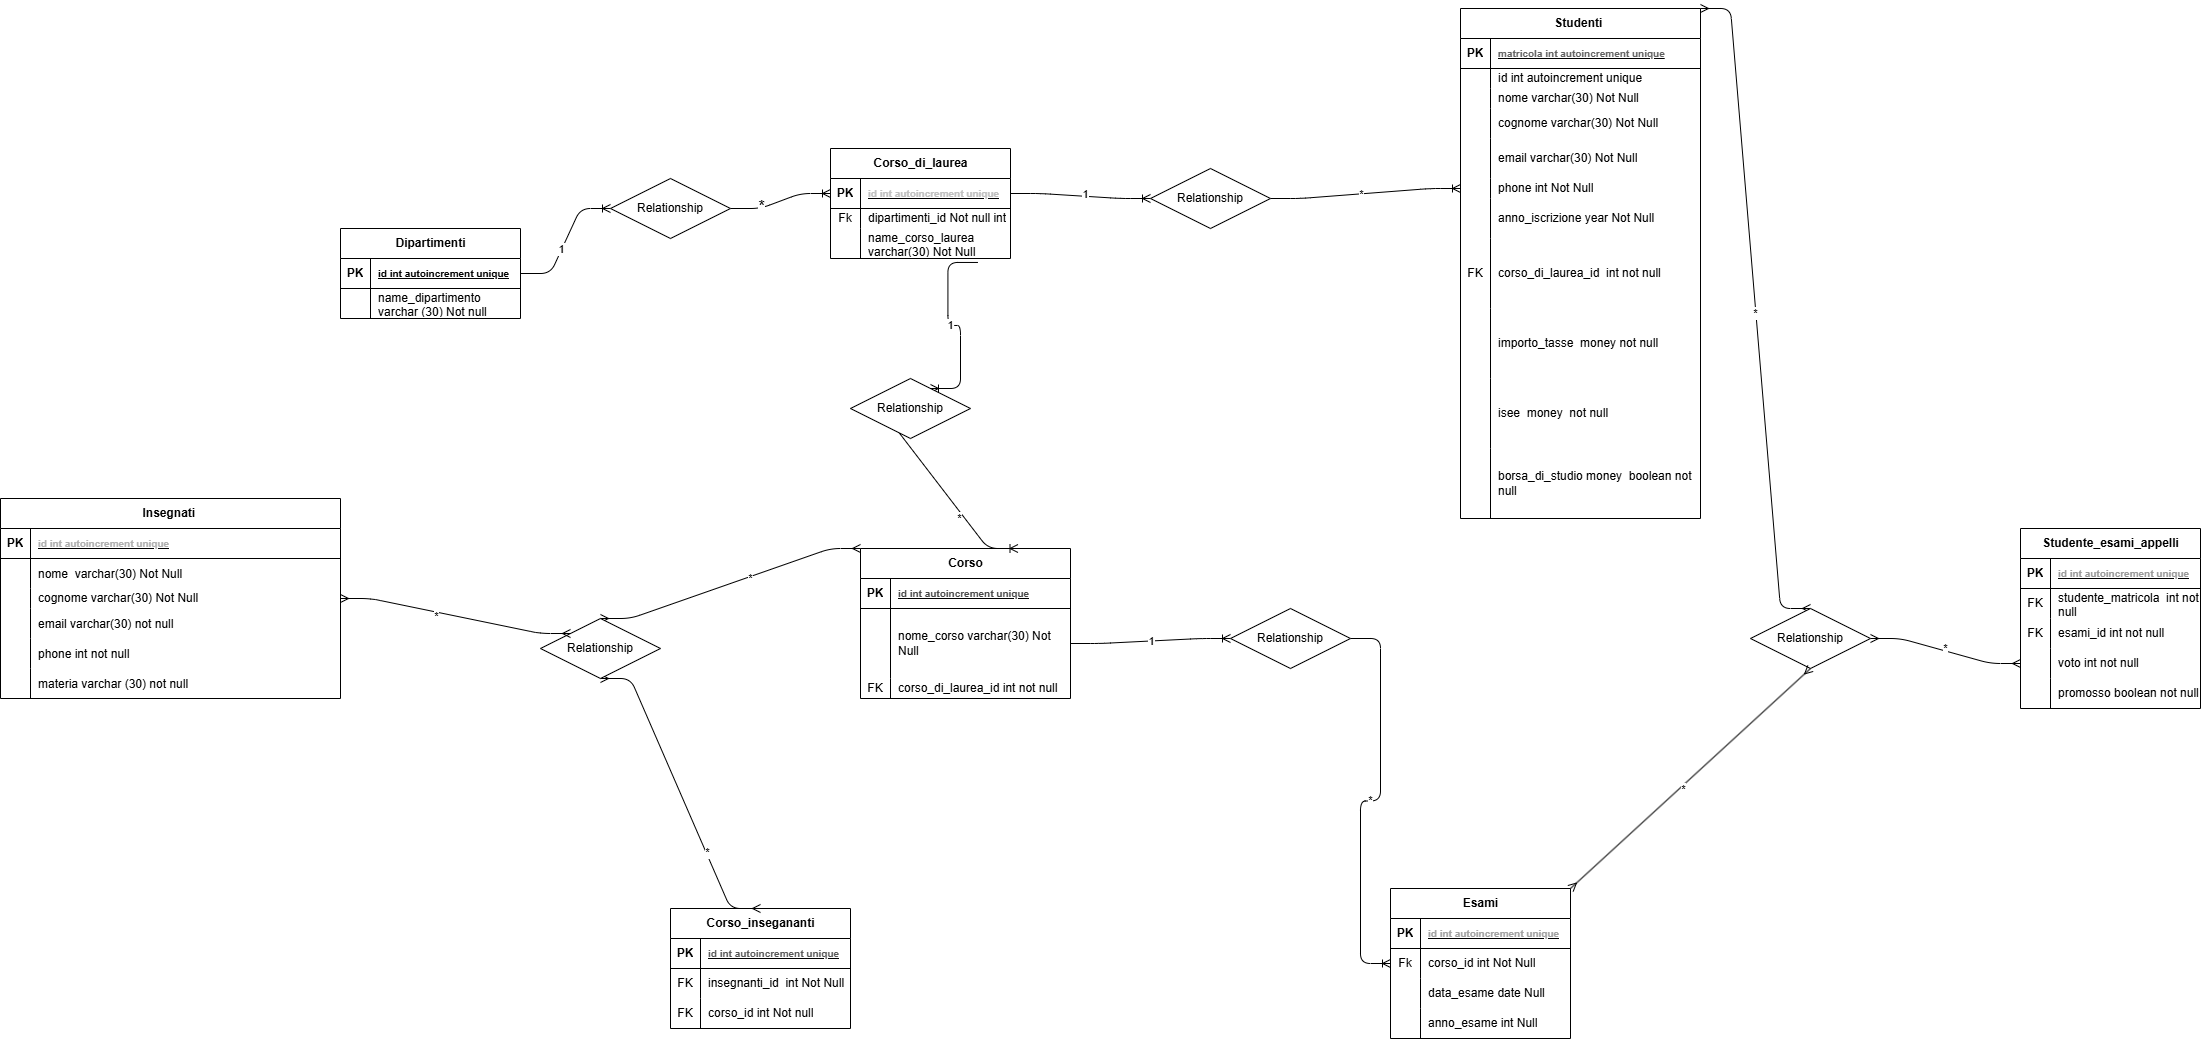 Studenti
PK
matricola int autoincrement unique
id int autoincrement unique
nome varchar(30) Not Null
cognome varchar(30) Not Null
email varchar(30) Not Null
phone int Not Null
anno_iscrizione year Not Null
FK
corso_di_laurea_id  int not null
importo_tasse  money not null
isee  money  not null
borsa_di_studio money  boolean not
null
Corso_di_laurea
PK
id int autoincrement unique
Fk
dipartimenti_id Not null int
name_corso_laurea
varchar(30) Not Null
Relationship
*
1
Relationship
1
*
Dipartimenti
PK
id int autoincrement unique
name_dipartimento
varchar (30) Not null
1
Relationship
*
*
Insegnati
PK
id int autoincrement unique
nome  varchar(30) Not Null
cognome varchar(30) Not Null
email varchar(30) not null
phone int not null
materia varchar (30) not null
*
*
Relationship
*
Corso
PK
id int autoincrement unique
nome_corso varchar(30) Not
Null
FK
corso_di_laurea_id int not null
1
Relationship
*
Relationship
*
*
Studente_esami_appelli
PK
id int autoincrement unique
FK
studente_matricola  int not
null
FK
esami_id int not null
voto int not null
promosso boolean not null
Corso_insegananti
PK
id int autoincrement unique
FK
insegnanti_id  int Not Null
FK
corso_id int Not null
Esami
PK
id int autoincrement unique
Fk
corso_id int Not Null
data_esame date Null
anno_esame int Null